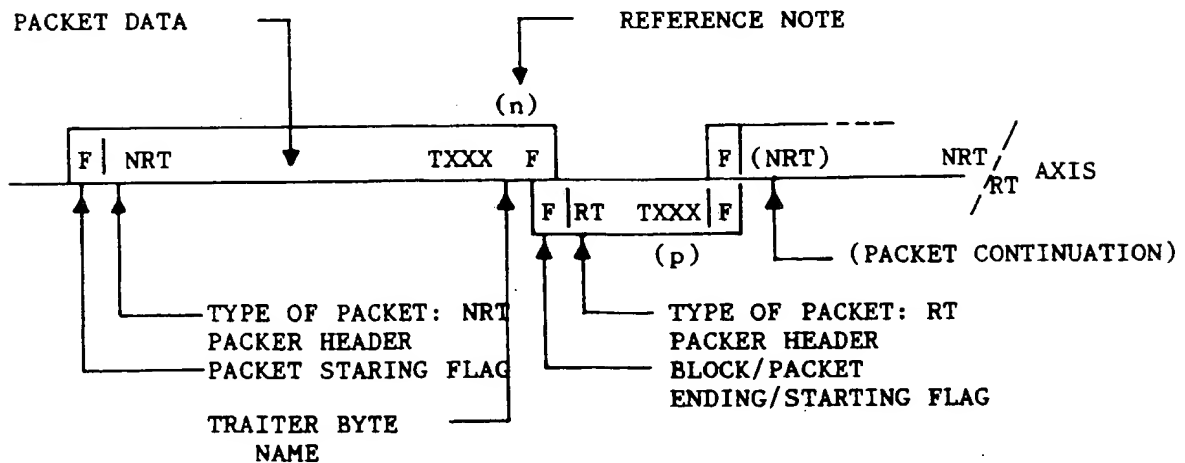 PACKET DATA
REFERENCE NOTE
(n)
F NRT TXXX F
F (NRT)
NRT/RT AXIS
F RT TXXX F
(p)
(PACKET CONTINUATION)
TYPE OF PACKET: NRT
PACKER HEADER
PACKET STARING FLAG
TRAITER BYTE
NAME
TYPE OF PACKET: RT
PACKER HEADER
BLOCK/PACKET
ENDING/STARTING FLAG